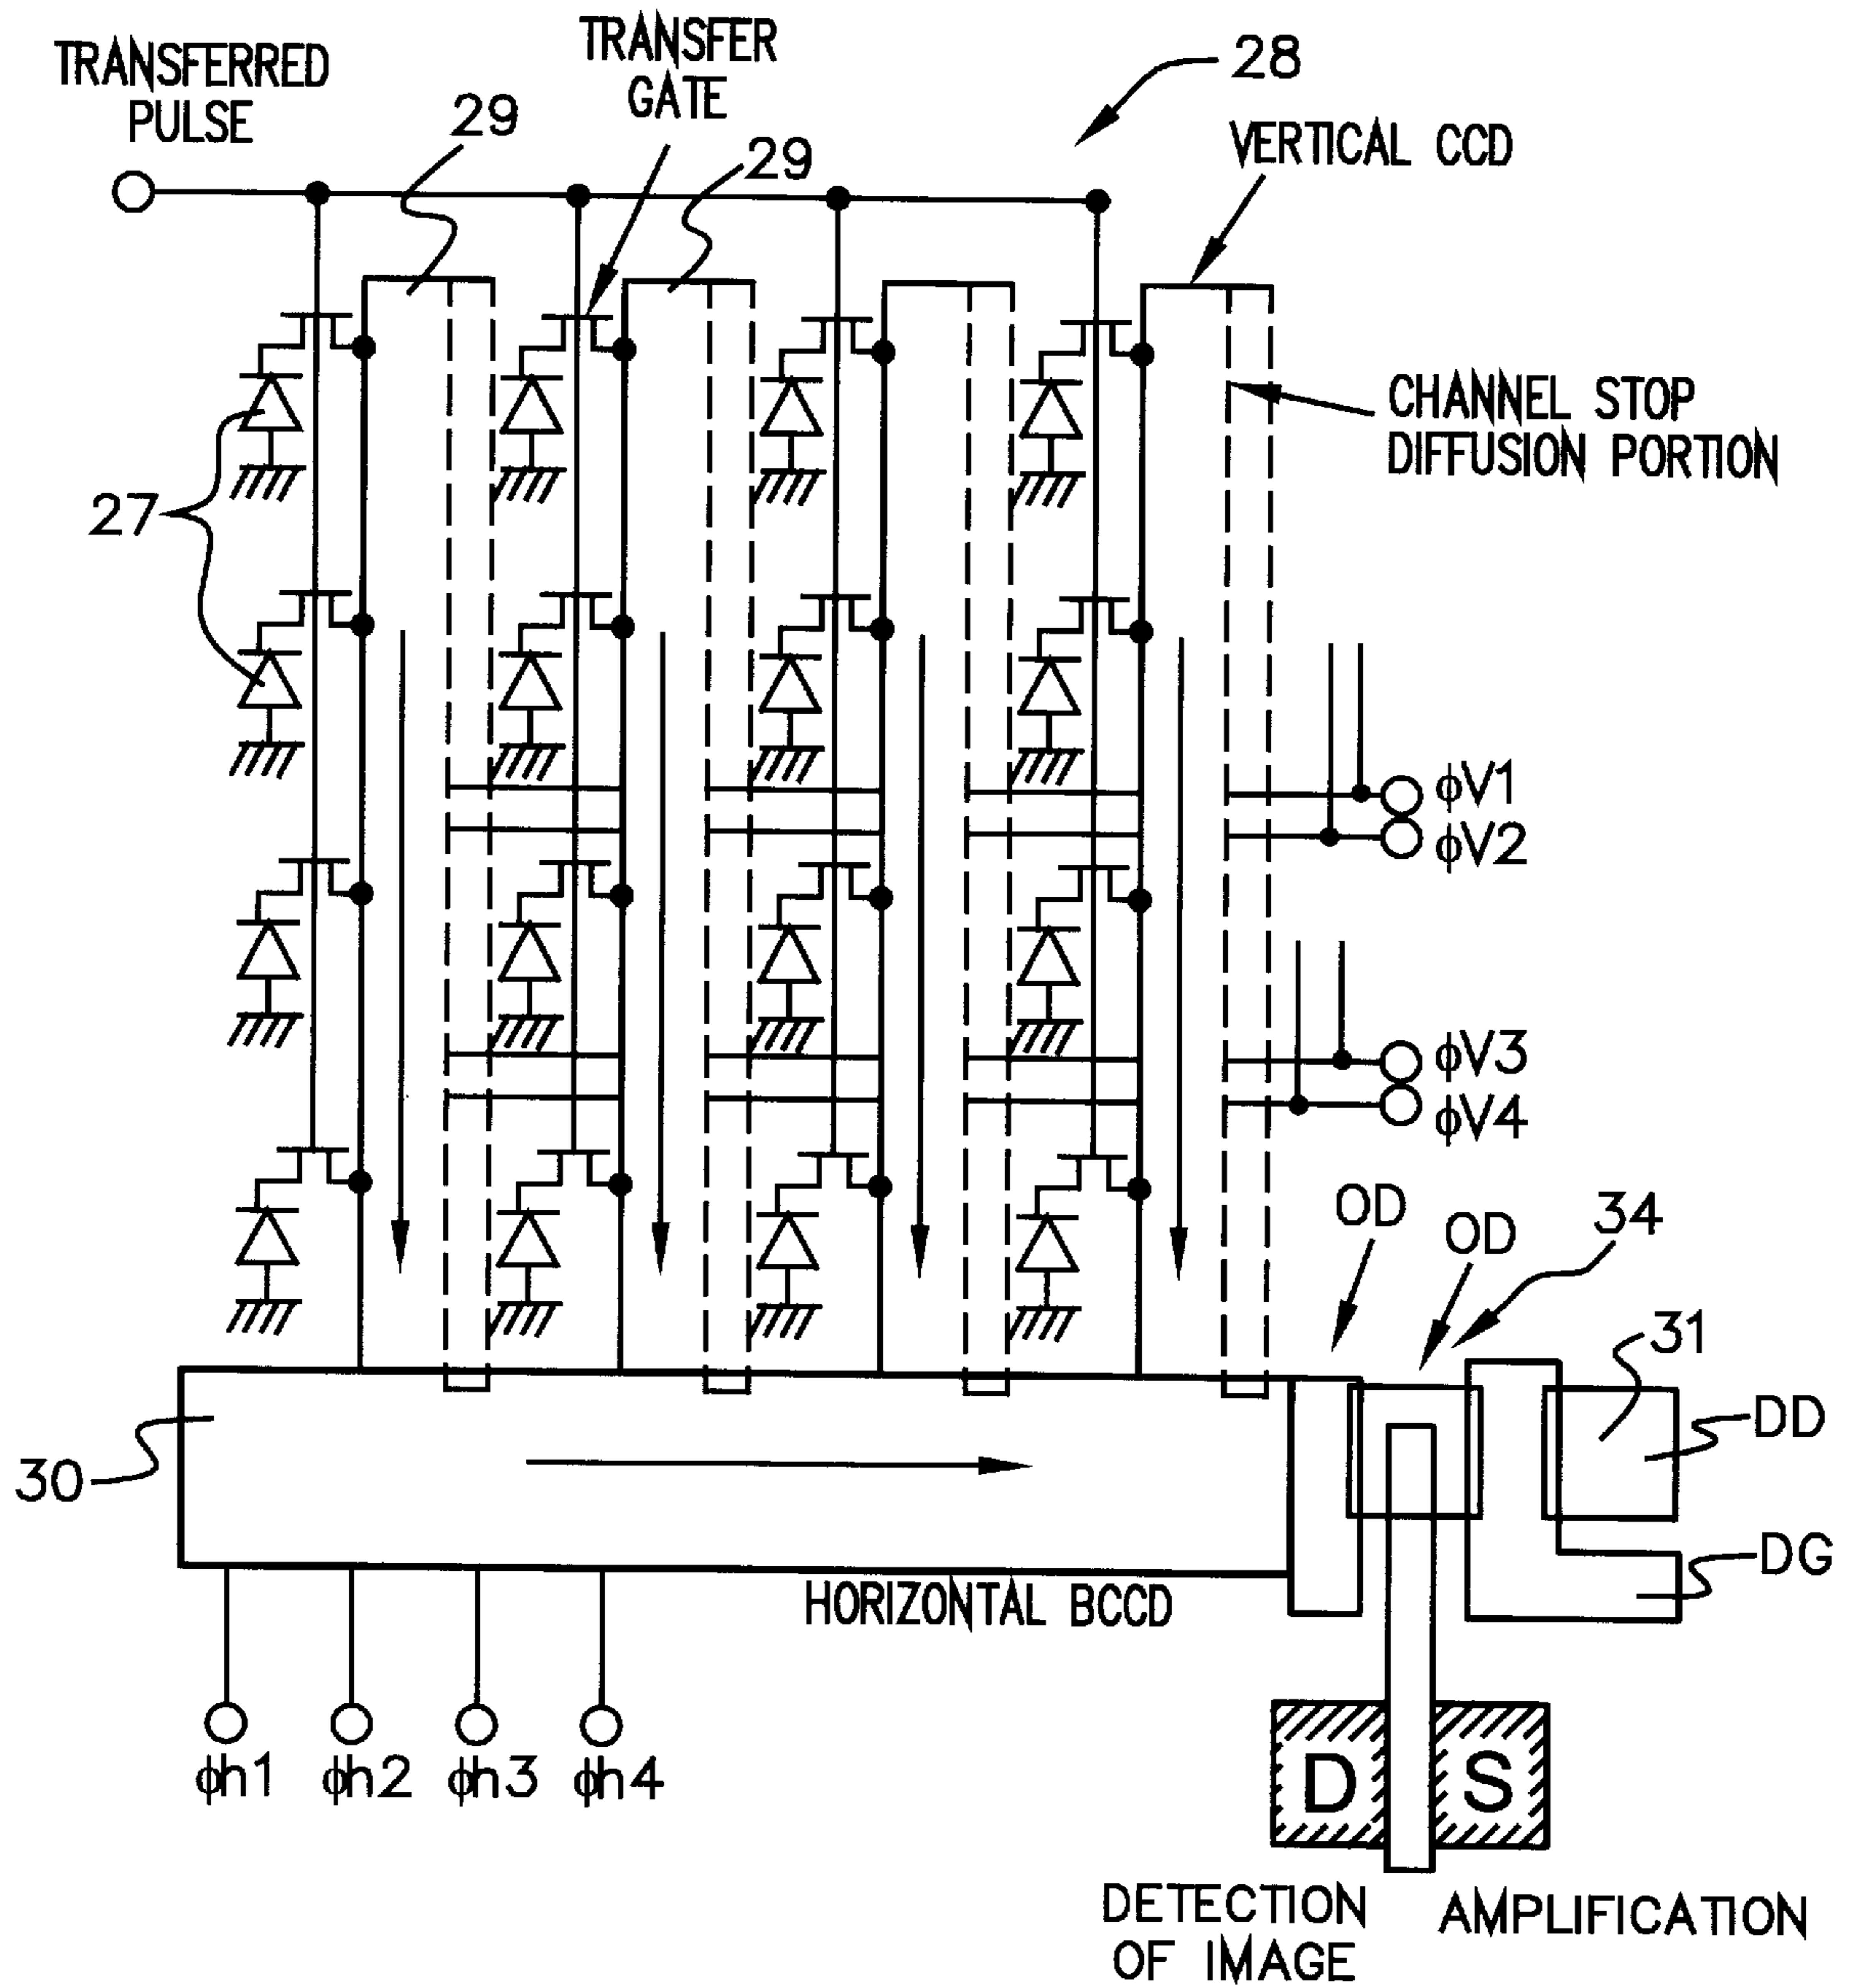 TRANSFERRED
PULSE
29
TRANSFER
GATE
29
28
VERTICAL CCD
CHANNEL STOP
DIFFUSION PORTION
27
ϕV1
ϕV2
ϕV3
ϕV4
OD
OD
34
31
DD
DG
30
HORIZONTAL BCCD
ϕh1
ϕh2
ϕh3
ϕh4
D
S
DETECTION
OF IMAGE
AMPLIFICATION